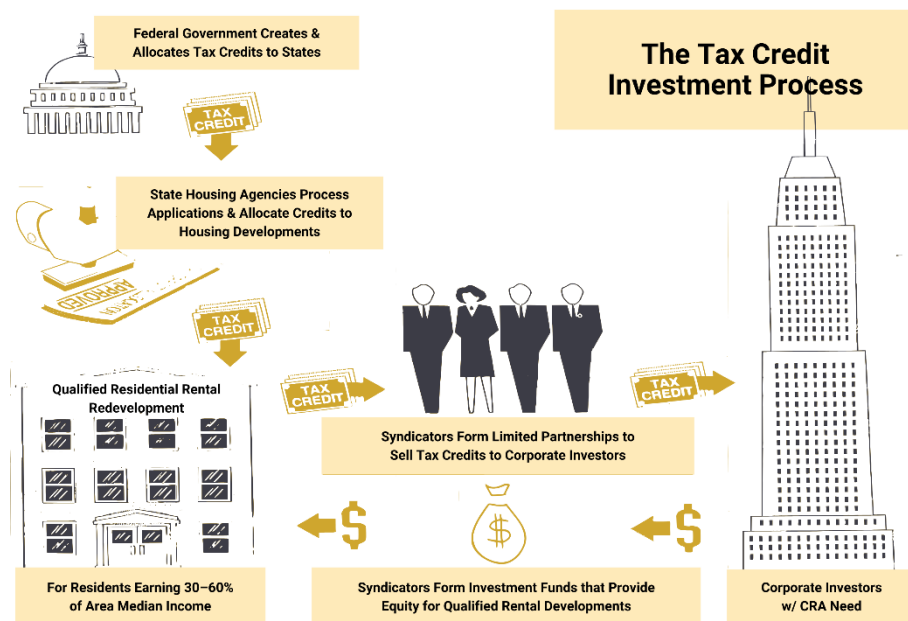 Federal Government Creates &
Allocates Tax Credits to States
The Tax Credit
Investment Process
TAX
CREDIT
State Housing Agencies Process
Applications & Allocate Credits to
Housing Developments
APPROVED
TAX
CREDIT
Qualified Residential Rental
Redevelopment
TAX
CREDIT
TAX
CREDIT
Syndicators Form Limited Partnerships to
Sell Tax Credits to Corporate Investors
$
$
$
For Residents Earning 30–60%
of Area Median Income
Syndicators Form Investment Funds that Provide
Equity for Qualified Rental Developments
Corporate Investors
w/ CRA Need